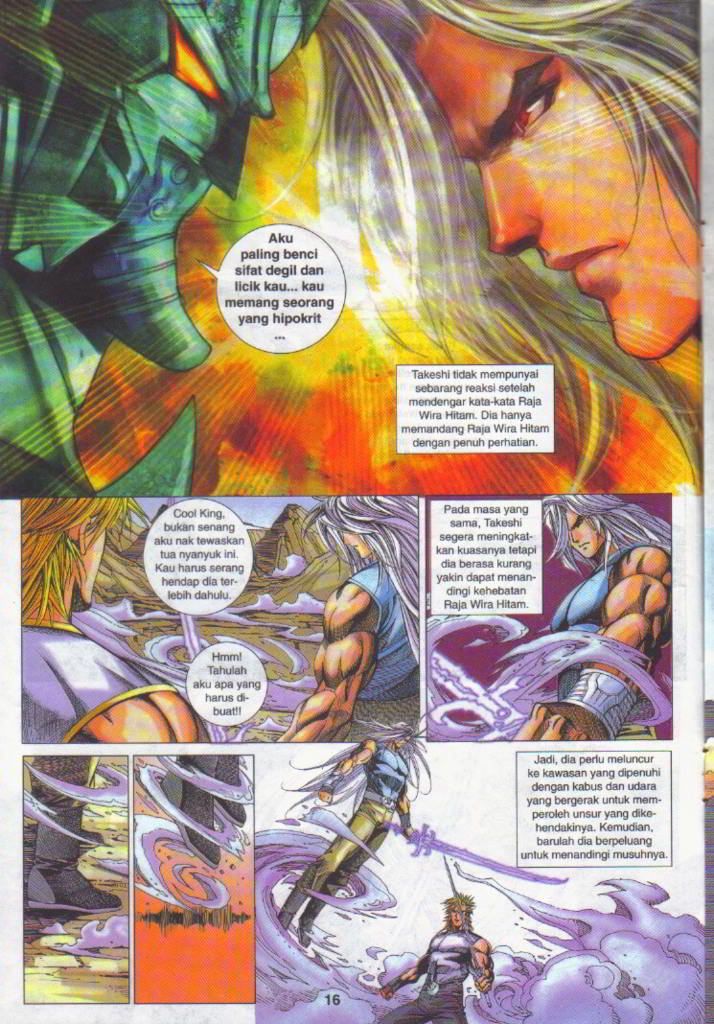 Aku
paling benci
sifat degil dan
licik kau... kau
memang seorang
yang hipokrit
...
Takeshi tidak mempunyai
sebarang reaksi setelah
mendengar kata-kata Raja
Wira Hitam. Dia hanya
memandang Raja Wira Hitam
dengan penuh perhatian.
Cool King,
bukan senang
aku nak tewaskan
tua nyanyuk ini.
Kau harus serang
hendap dia ter-
lebih dahulu.
Hmm!
Tahulah
aku apa yang
harus di-
buat!!
Pada masa yang
sama, Takeshi
segera meningkat-
kan kuasanya tetapi
dia berasa kurang
yakin dapat menan-
dingi kehebatan
Raja Wira Hitam.
Jadi, dia perlu meluncur
ke kawasan yang dipenuhi
dengan kabus dan udara
yang bergerak untuk mem-
peroleh unsur yang dike-
hendakinya. Kemudian,
barulah dia berpeluang
untuk menandingi musuhnya.
16